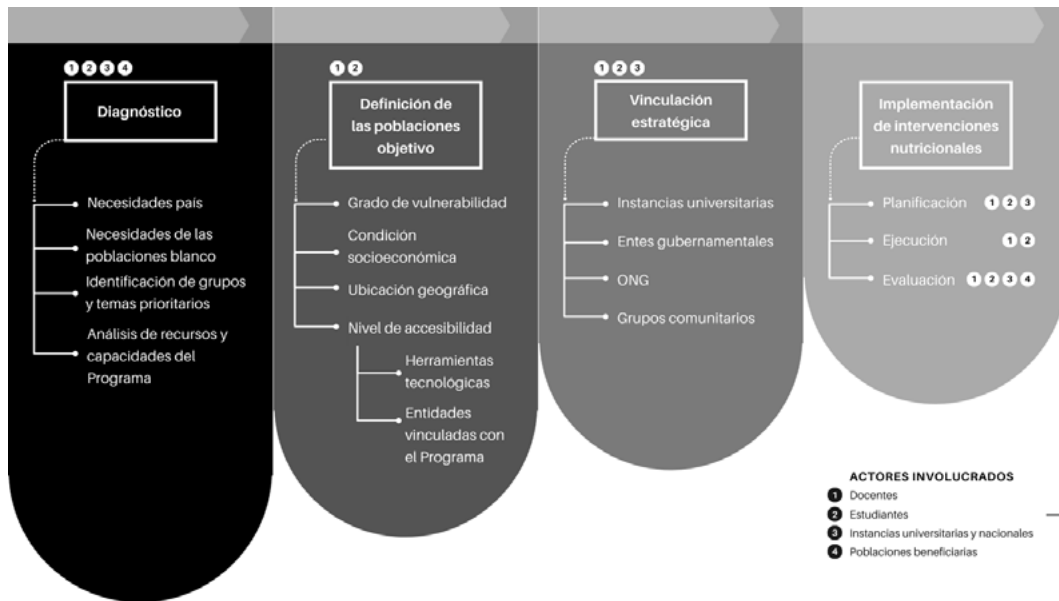 1 2 3 4
Diagnóstico
Necesidades país
Necesidades de las
poblaciones blanco
Identificación de grupos
y temas prioritarios
Análisis de recursos y
capacidades del
Programa
1 2
Definición de
las poblaciones
objetivo
Grado de vulnerabilidad
Condición
socioeconómica
Ubicación geográfica
Nivel de accesibilidad
Herramientas
tecnológicas
Entidades
vinculadas con
el Programa
1 2 3
Vinculación
estratégica
Instancias universitarias
Entes gubernamentales
ONG
Grupos comunitarios
Implementación
de intervenciones
nutricionales
Planificación 1 2 3
Ejecución 1 2
Evaluación 1 2 3 4
ACTORES INVOLUCRADOS
1 Docentes
2 Estudiantes
3 Instancias universitarias y nacionales
4 Poblaciones beneficiarias